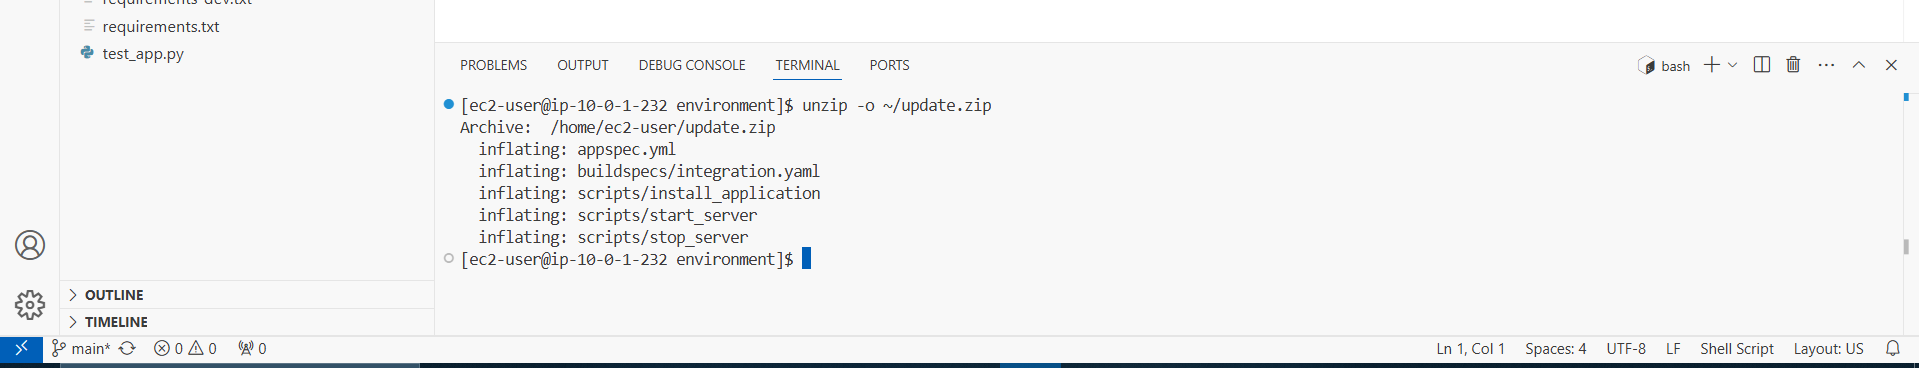 requirements-dev.txt
requirements.txt
test_app.py
OUTLINE
TIMELINE
PROBLEMS OUTPUT DEBUG CONSOLE TERMINAL PORTS
bash
[ec2-user@ip-10-0-1-232 environment]$ unzip -o ~/update.zip
Archive:  /home/ec2-user/update.zip
  inflating: appspec.yml
  inflating: buildspecs/integration.yaml
  inflating: scripts/install_application
  inflating: scripts/start_server
  inflating: scripts/stop_server
[ec2-user@ip-10-0-1-232 environment]$
main* 0 0 0 Ln 1, Col 1 Spaces: 4 UTF-8 LF Shell Script Layout: US